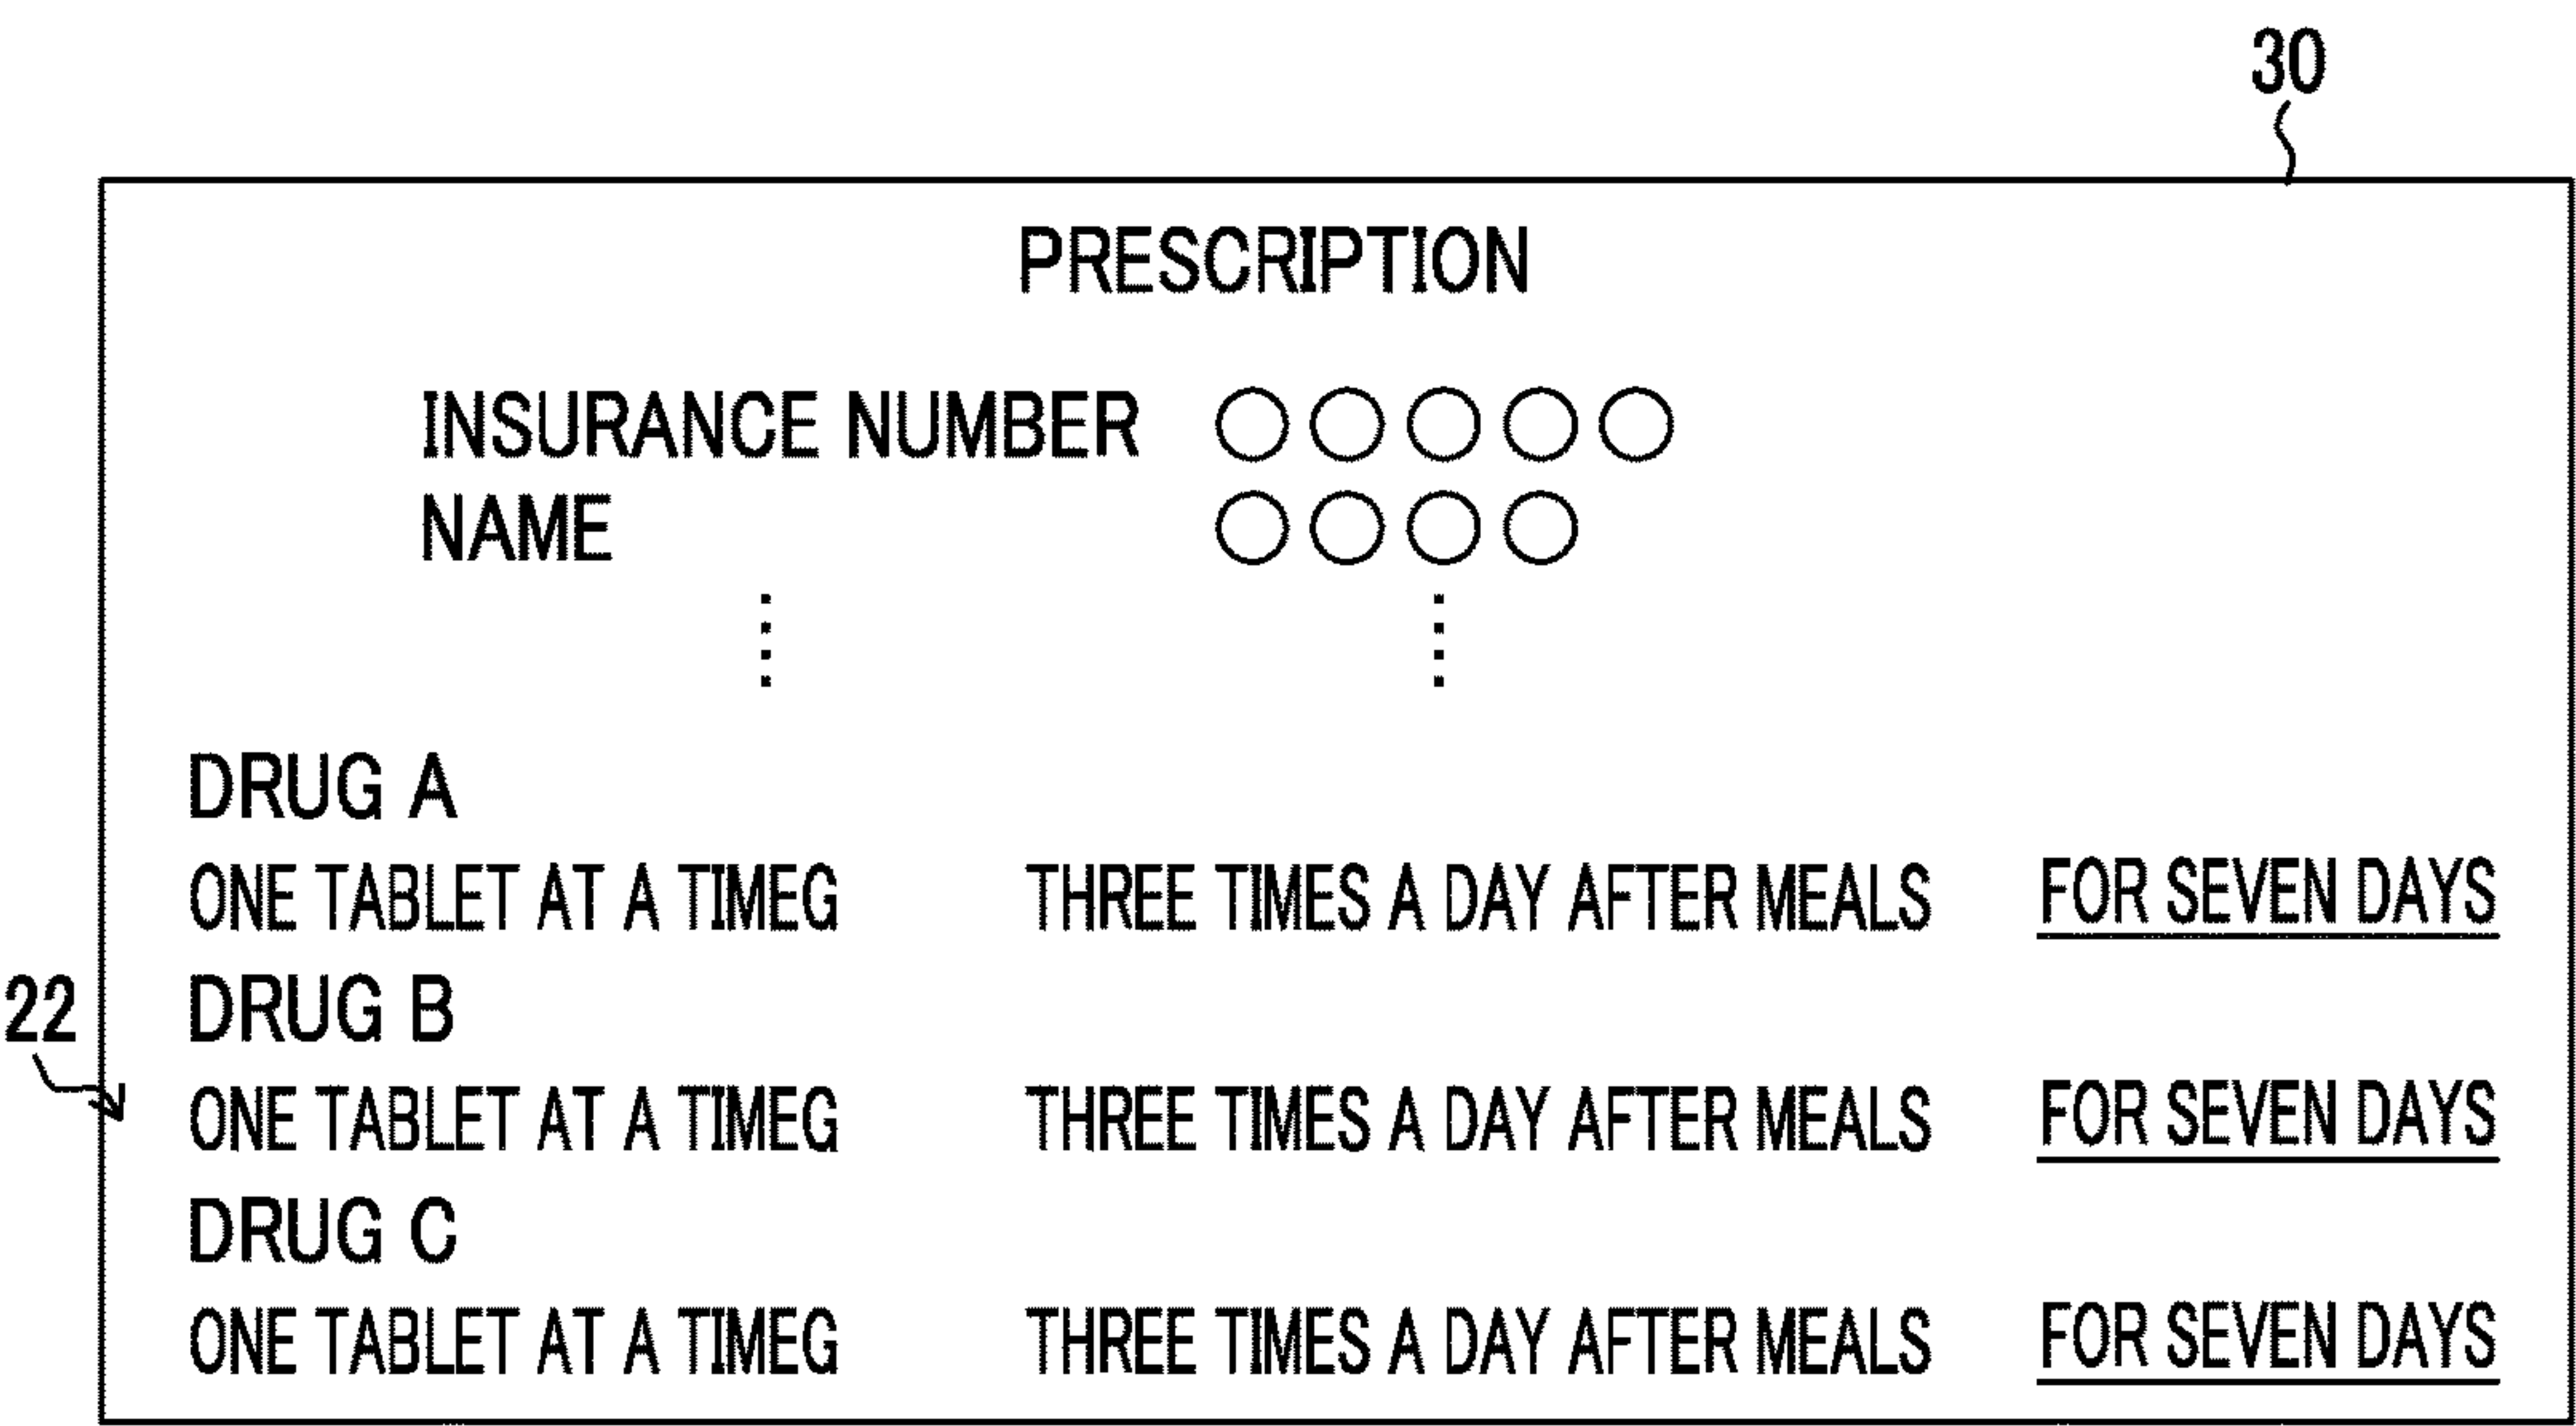 30
PRESCRIPTION
INSURANCE NUMBER ○○○○○
NAME ○○○○
DRUG A
ONE TABLET AT A TIMEG THREE TIMES A DAY AFTER MEALS FOR SEVEN DAYS
22
DRUG B
ONE TABLET AT A TIMEG THREE TIMES A DAY AFTER MEALS FOR SEVEN DAYS
DRUG C
ONE TABLET AT A TIMEG THREE TIMES A DAY AFTER MEALS FOR SEVEN DAYS